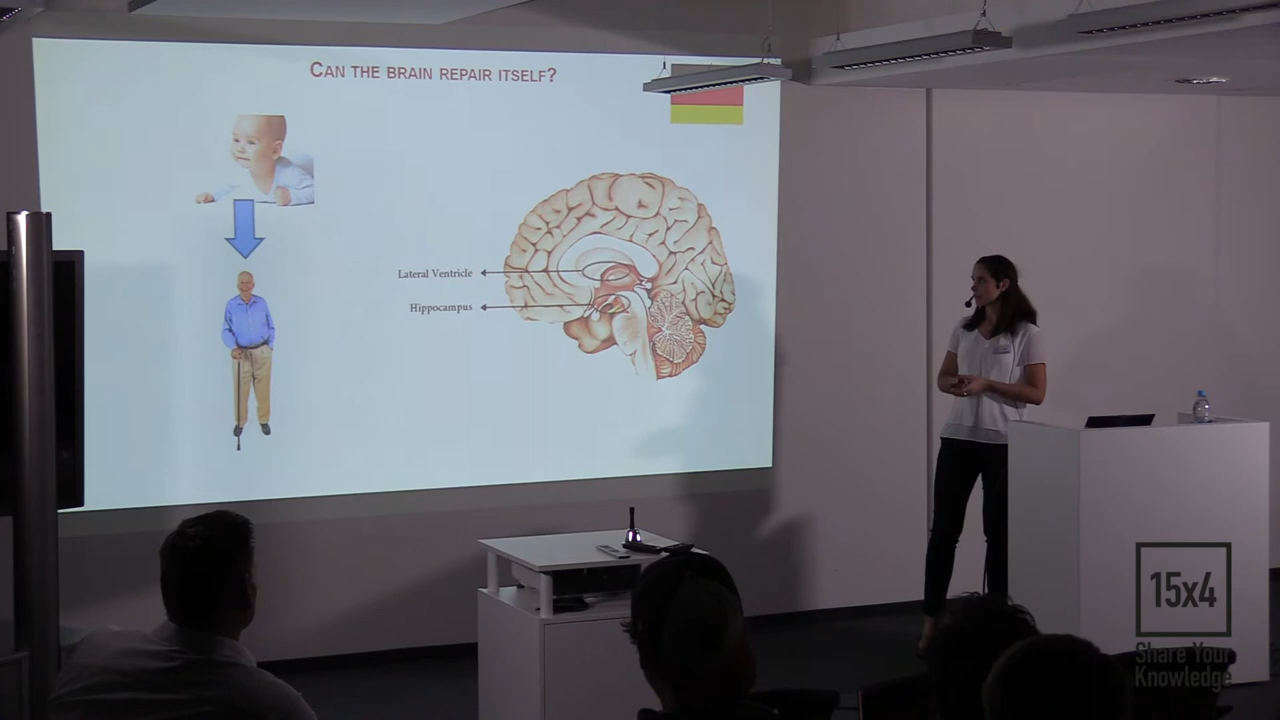 CAN THE BRAIN REPAIR ITSELF?
Lateral Ventricle
Hippocampus
15x4
Share Your
Knowledge